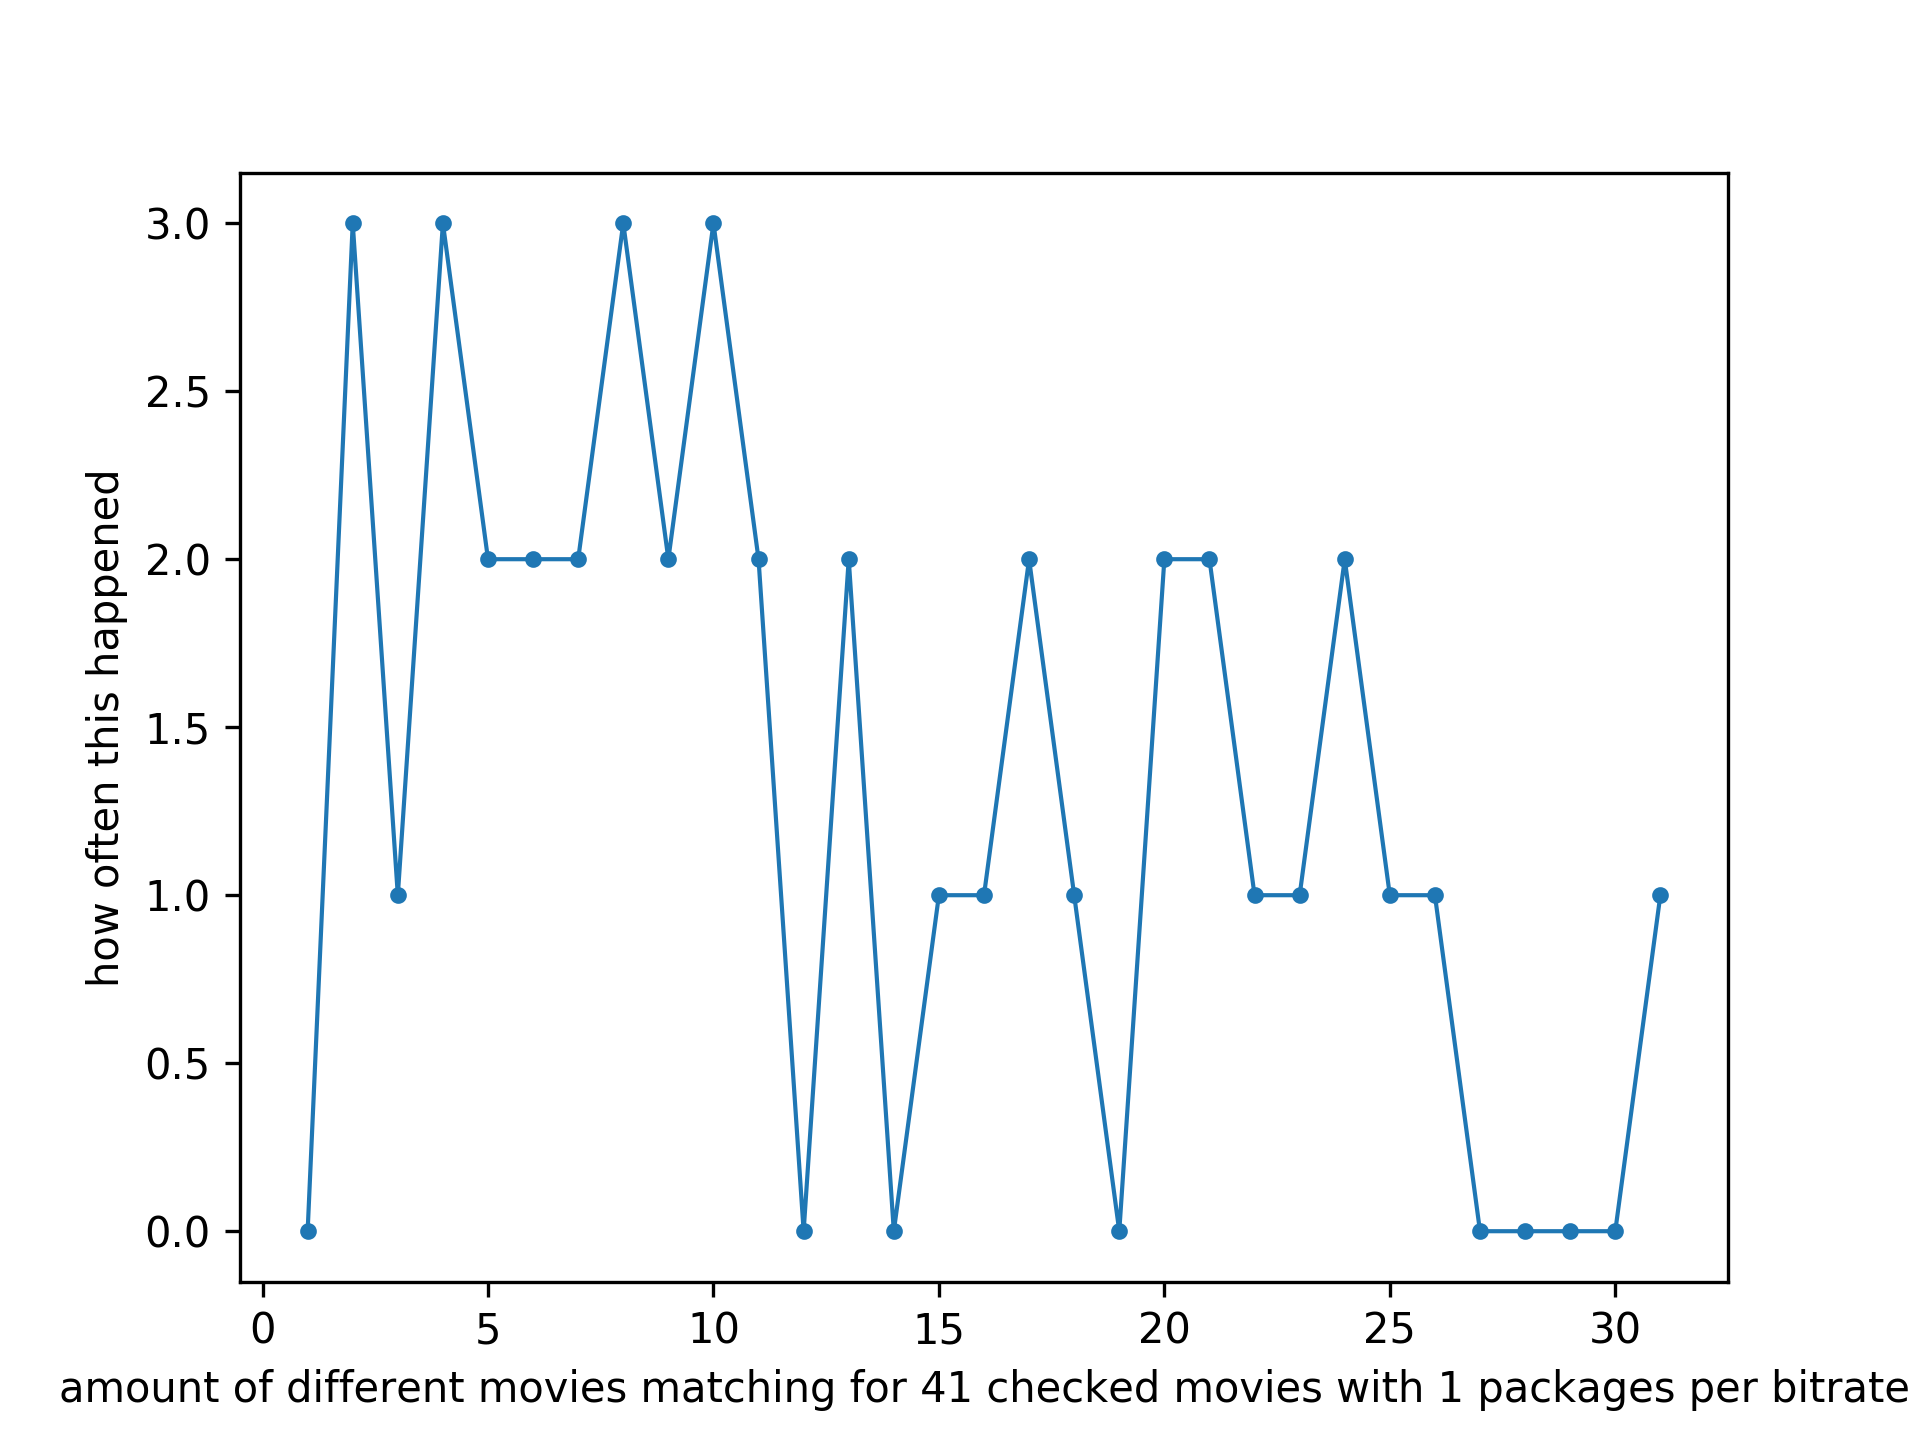 3.0
2.5
2.0
1.5
1.0
0.5
0.0
how often this happened
0 5 10 15 20 25 30
amount of different movies matching for 41 checked movies with 1 packages per bitrate